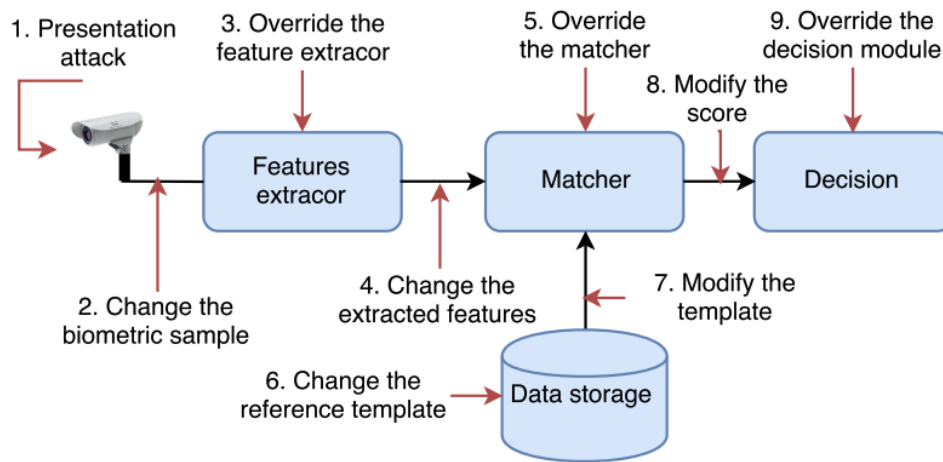 1. Presentation
attack
3. Override the
feature extracor
5. Override
the matcher
9. Override the
decision module
8. Modify the
score
Features
extracor
Matcher
Decision
2. Change the
biometric sample
4. Change the
extracted features
7. Modify the
template
6. Change the
reference template
Data storage